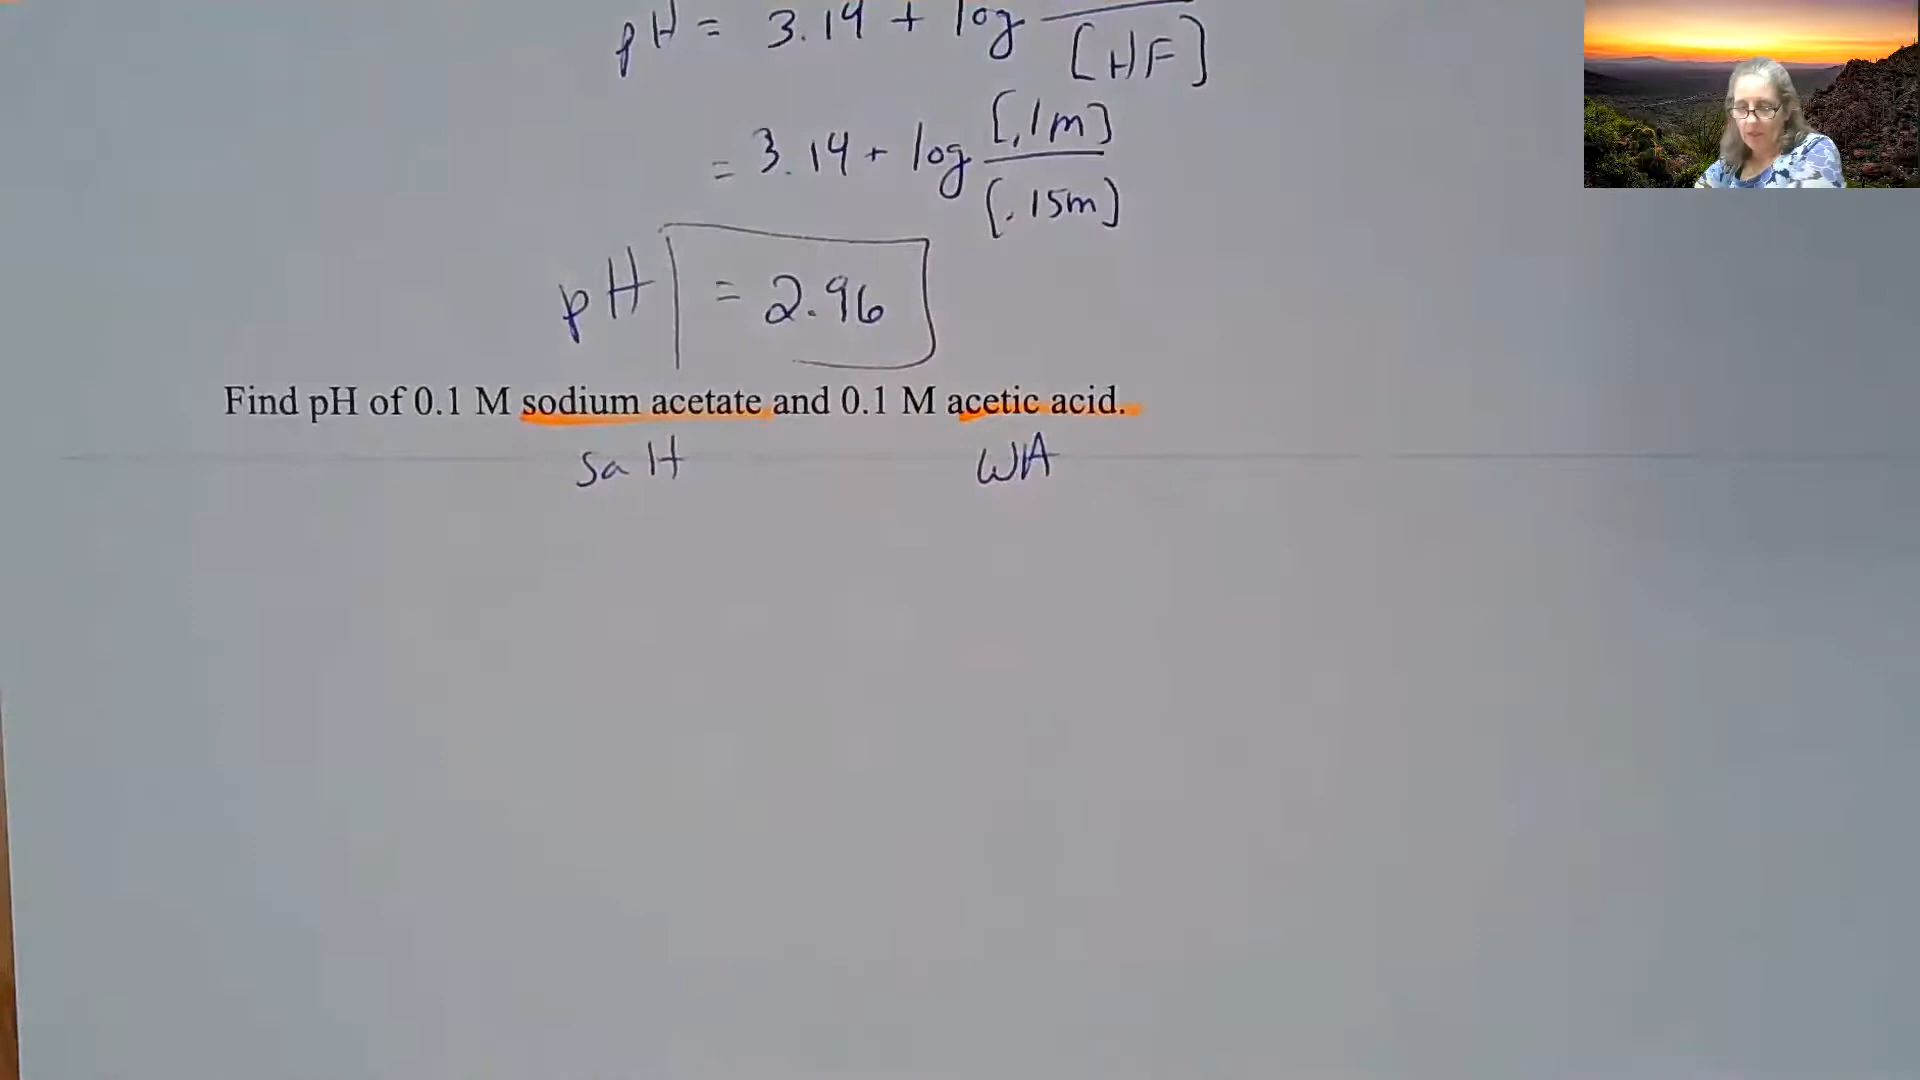 pH = 3.14 + log ―
[HF]
= 3.14 + log [.1m]
[.15m]
pH = 2.96
Find pH of 0.1 M sodium acetate and 0.1 M acetic acid.
salt WA